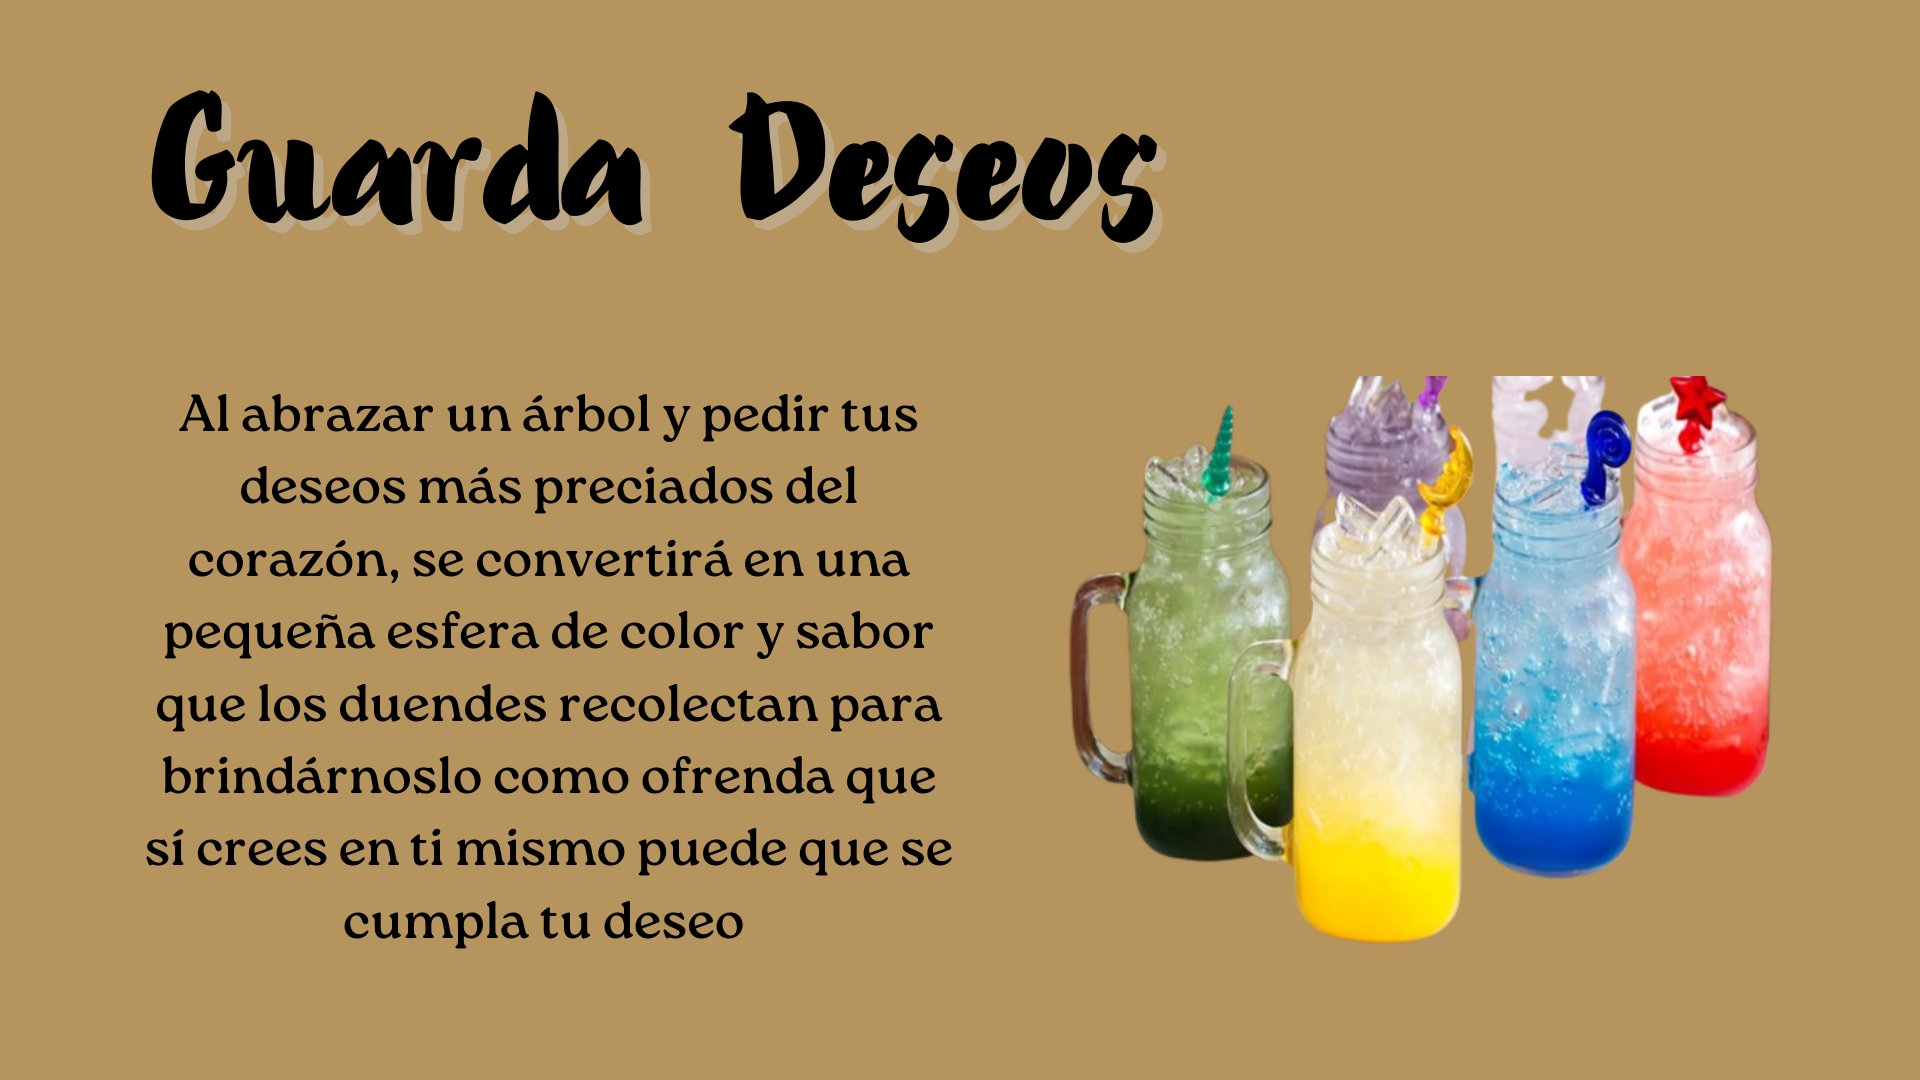 Guarda Deseos
Al abrazar un árbol y pedir tus
deseos más preciados del
corazón, se convertirá en una
pequeña esfera de color y sabor
que los duendes recolectan para
brindárnoslo como ofrenda que
sí crees en ti mismo puede que se
cumpla tu deseo